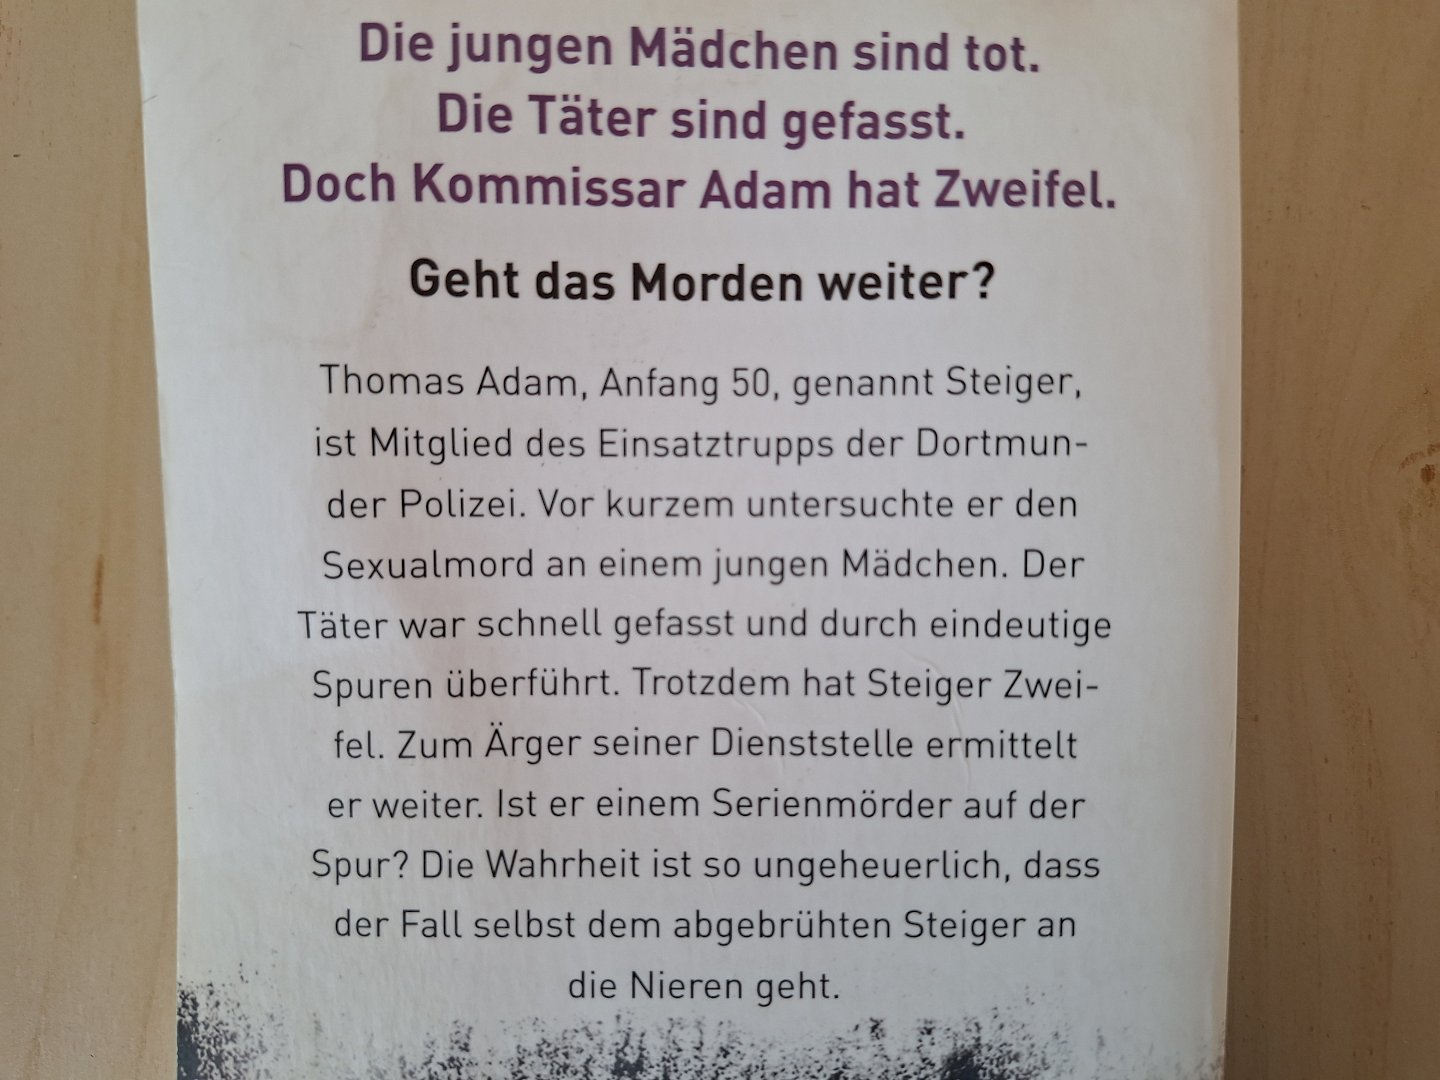 Die jungen Mädchen sind tot.
Die Täter sind gefasst.
Doch Kommissar Adam hat Zweifel.
Geht das Morden weiter?
Thomas Adam, Anfang 50, genannt Steiger,
ist Mitglied des Einsatztrupps der Dortmun-
der Polizei. Vor kurzem untersuchte er den
Sexualmord an einem jungen Mädchen. Der
Täter war schnell gefasst und durch eindeutige
Spuren überführt. Trotzdem hat Steiger Zwei-
fel. Zum Ärger seiner Dienststelle ermittelt
er weiter. Ist er einem Serienmörder auf der
Spur? Die Wahrheit ist so ungeheuerlich, dass
der Fall selbst dem abgebrühten Steiger an
die Nieren geht.